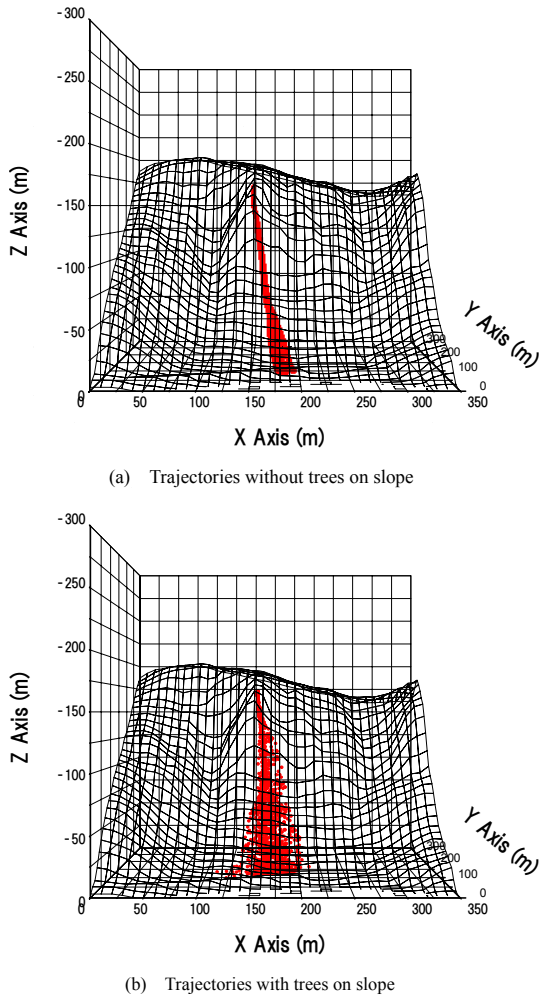 -300
-250
-200
-150
-100
-50
0
Z Axis (m)
300
200
100
0
Y Axis (m)
0 50 100 150 200 250 300 350
X Axis (m)
(a) Trajectories without trees on slope
-300
-250
-200
-150
-100
-50
0
Z Axis (m)
300
200
100
0
Y Axis (m)
0 50 100 150 200 250 300 350
X Axis (m)
(b) Trajectories with trees on slope